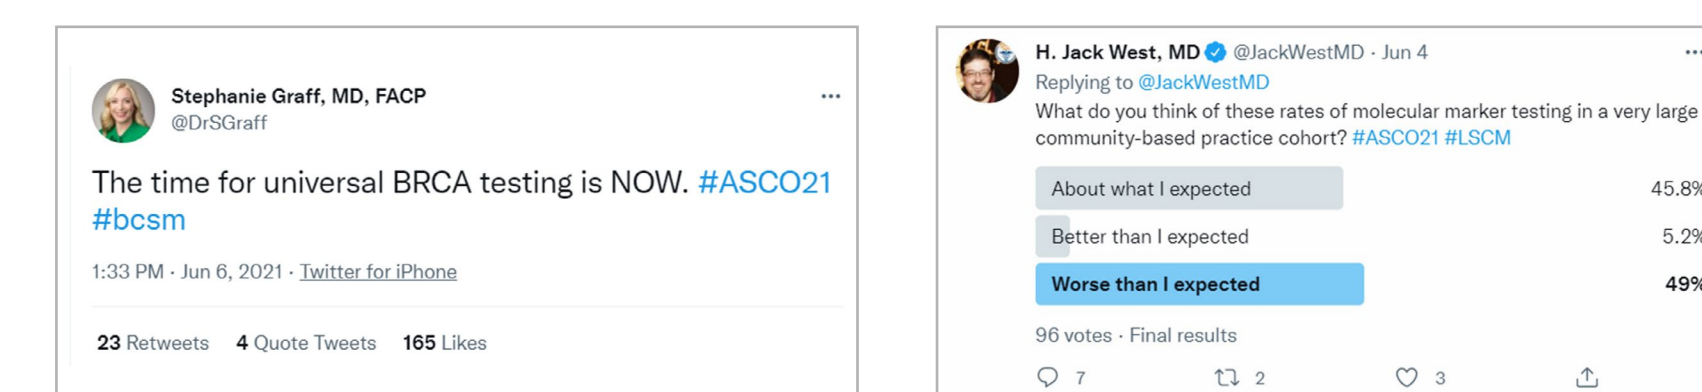 Stephanie Graff, MD, FACP
@DrSGraff
The time for universal BRCA testing is NOW. #ASCO21
#bcsm
1:33 PM · Jun 6, 2021 · Twitter for iPhone
23 Retweets 4 Quote Tweets 165 Likes
H. Jack West, MD @JackWestMD · Jun 4
Replying to @JackWestMD
What do you think of these rates of molecular marker testing in a very large
community-based practice cohort? #ASCO21 #LSCM
About what I expected 45.8%
Better than I expected 5.2%
Worse than I expected 49%
96 votes · Final results
7 2 3